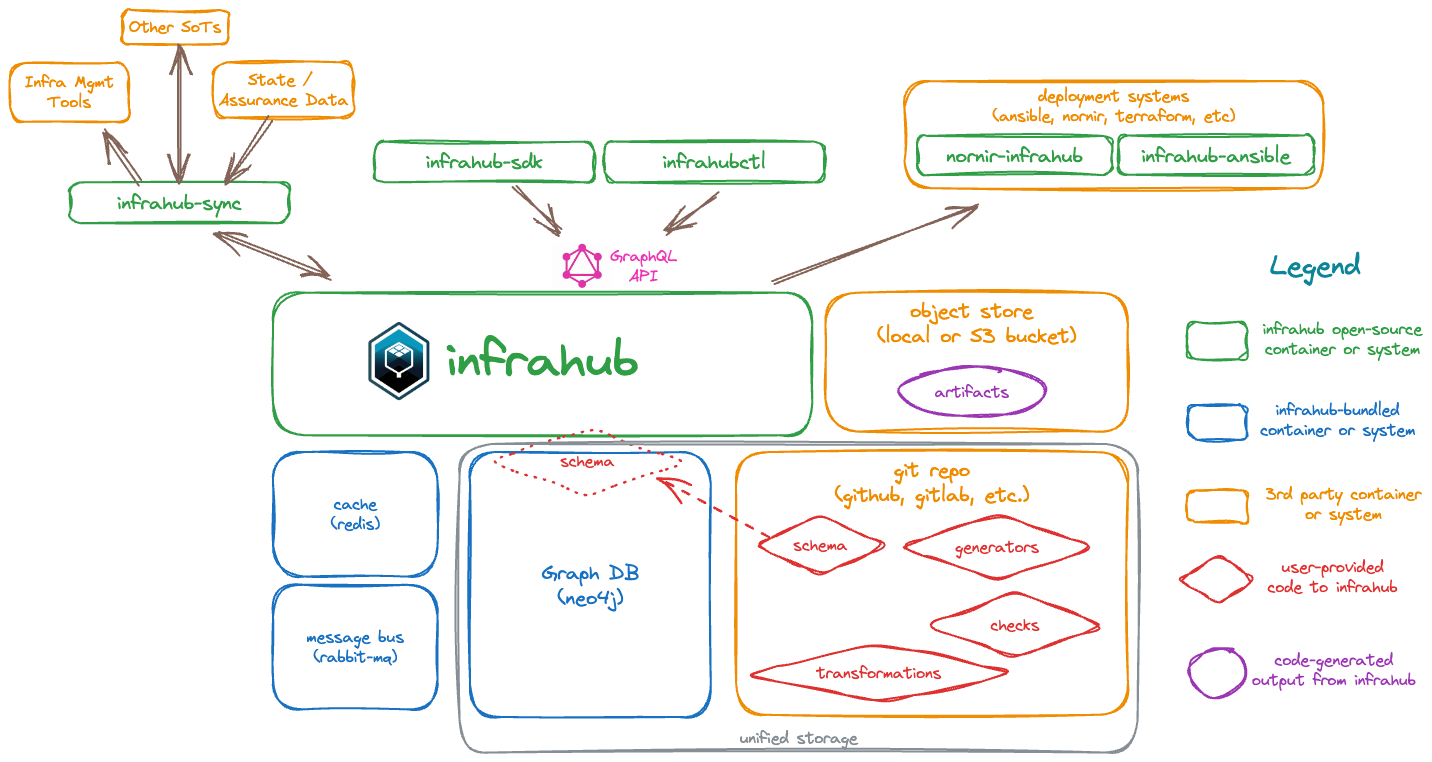 Other SoTs
Infra Mgmt
Tools
State /
Assurance Data
infrahub-sync
infrahub-sdk
infrahubctl
deployment systems
(ansible, nornir, terraform, etc)
nornir-infrahub
infrahub-ansible
GraphQL
API
infrahub
object store
(local or S3 bucket)
artifacts
schema
cache
(redis)
message bus
(rabbit-mq)
Graph DB
(neo4j)
git repo
(github, gitlab, etc.)
schema
generators
checks
transformations
unified storage
Legend
infrahub open-source
container or system
infrahub-bundled
container or system
3rd party container
or system
user-provided
code to infrahub
code-generated
output from infrahub